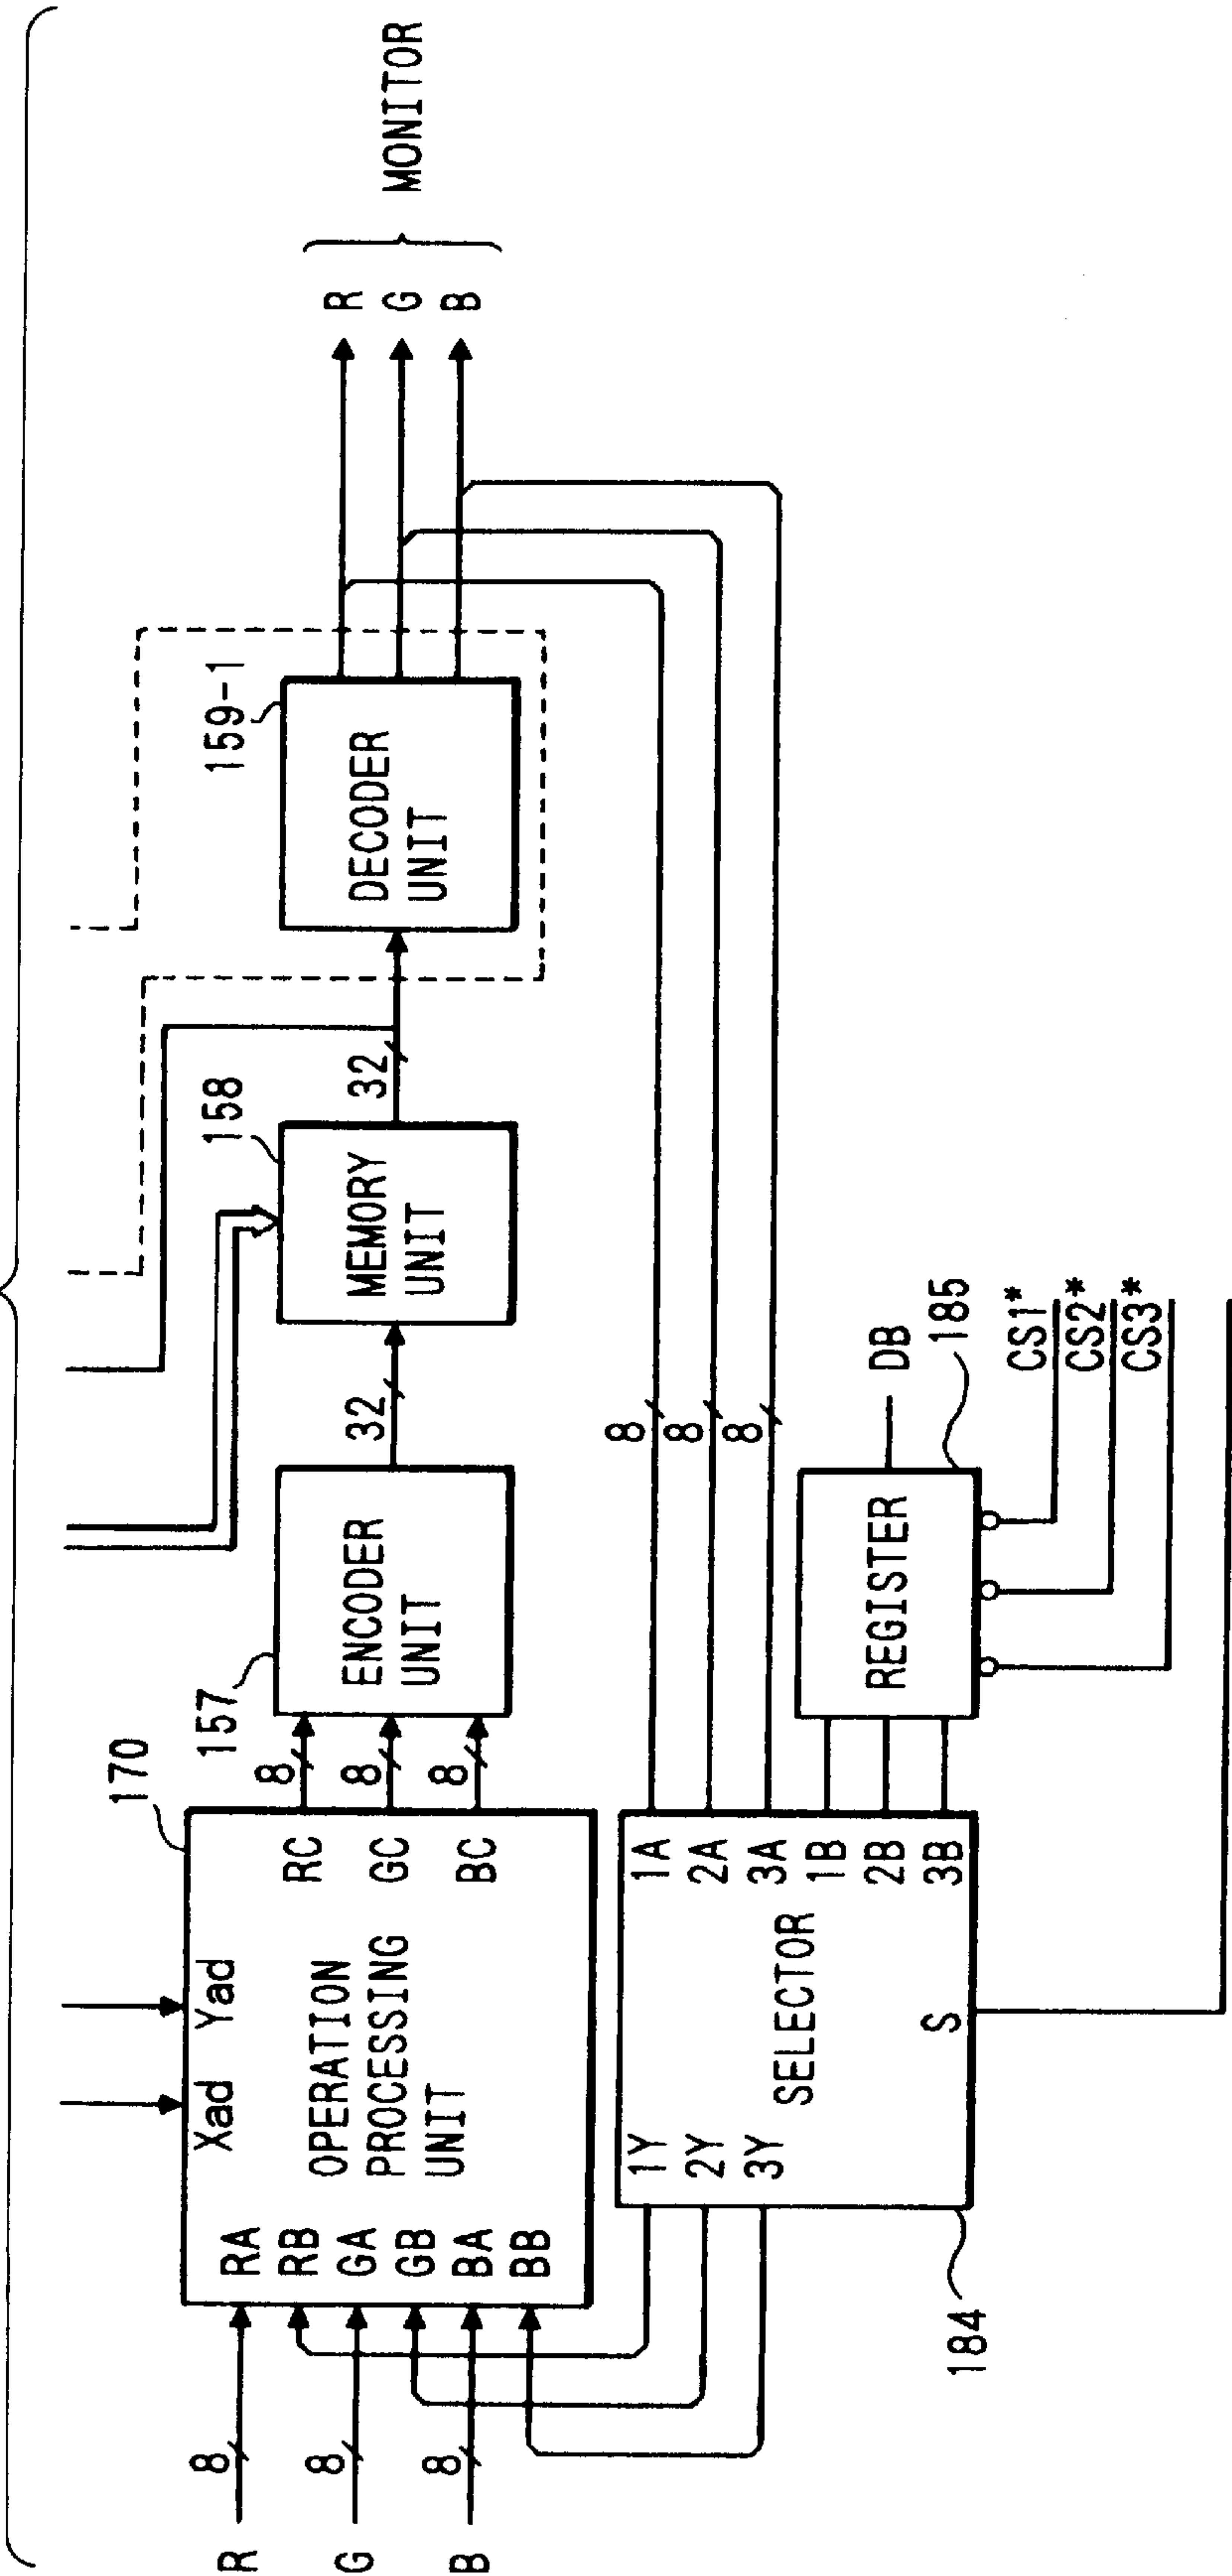 170
Xad Yad
RA
RB
GA
GB
BA
BB
OPERATION
PROCESSING
UNIT
RC
GC
BC
R 8
G 8
B 8
8
8
8
157
ENCODER
UNIT
32
158
MEMORY
UNIT
32
159-1
DECODER
UNIT
R
G
B
MONITOR
184
1Y
2Y
3Y
SELECTOR
S
1A
2A
3A
1B
2B
3B
8
8
8
REGISTER
DB
185
CS1*
CS2*
CS3*